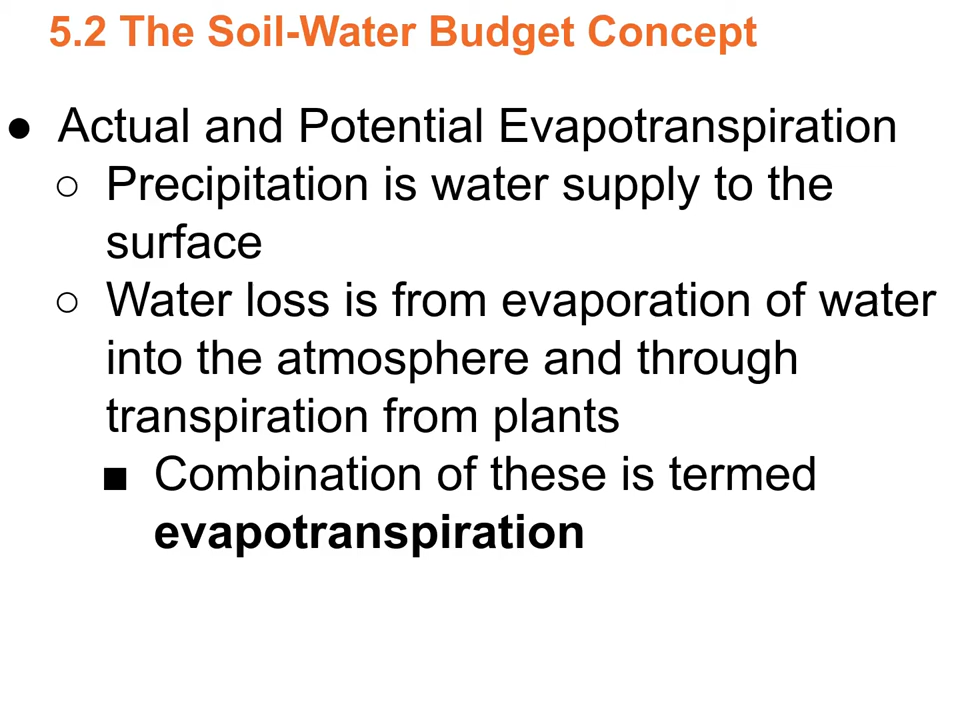 5.2 The Soil-Water Budget Concept
● Actual and Potential Evapotranspiration
○ Precipitation is water supply to the
surface
○ Water loss is from evaporation of water
into the atmosphere and through
transpiration from plants
■ Combination of these is termed
evapotranspiration